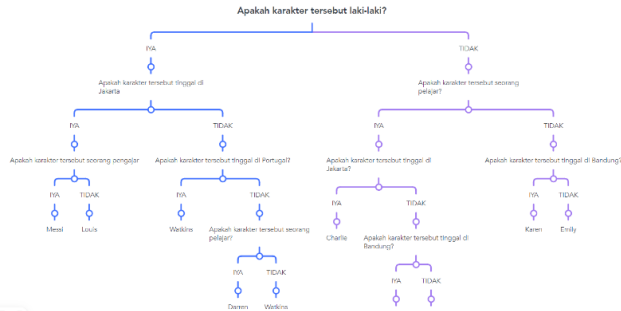 Apakah karakter tersebut laki-laki?
IYA
TIDAK
Apakah karakter tersebut tinggal di
Jakarta
Apakah karakter tersebut seorang
pelajar?
IYA
TIDAK
IYA
TIDAK
Apakah karakter tersebut seorang pengajar
Apakah karakter tersebut tinggal di Portugal?
Apakah karakter tersebut tinggal di
Jekarta?
Apakah karakter tersebut tinggal di Bandung?
IYA
TIDAK
IYA
TIDAK
IYA
TIDAK
IYA
TIDAK
Messi
Louis
Watkins
Apakah karakter tersebut seorang
pelajar?
Charlie
Apakah karakter tersebut tinggal di
Bandung?
Karen
Emily
IYA
TIDAK
IYA
TIDAK
Darren
Watkins